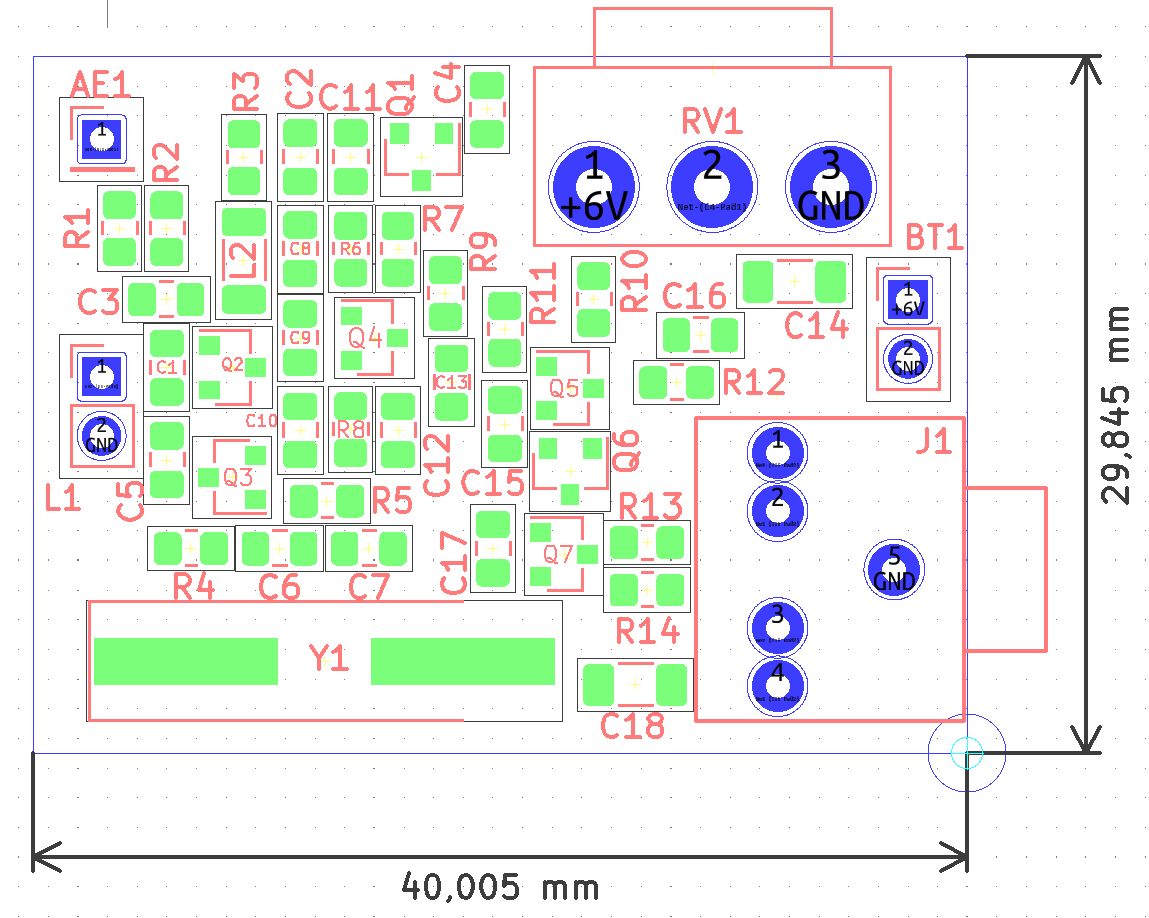 AE1
1
R3
C2
C11
Q1
C4
RV1
1
+6V
2
Net-(C4-Pad1)
3
GND
R2
R1
L2
C8
R6
R7
R9
BT1
1
+6V
2
GND
C3
R11
R10
C16
C14
C1
Q2
C9
Q4
C13
Q5
R12
1
2
GND
L1
C5
C10
R8
C12
Q3
R5
C15
Q6
J1
1
2
5
GND
3
4
R4
C6
C7
C17
Q7
R13
R14
Y1
C18
29,845 mm
40,005 mm